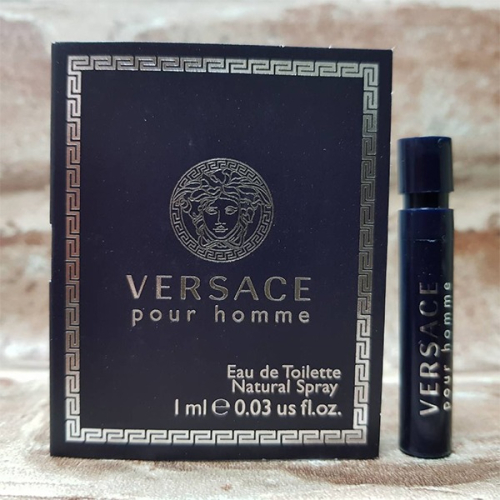 VERSACE
pour homme
Eau de Toilette
Natural Spray
1 ml ℮ 0.03 us fl.oz.
VERSACE
pour homme